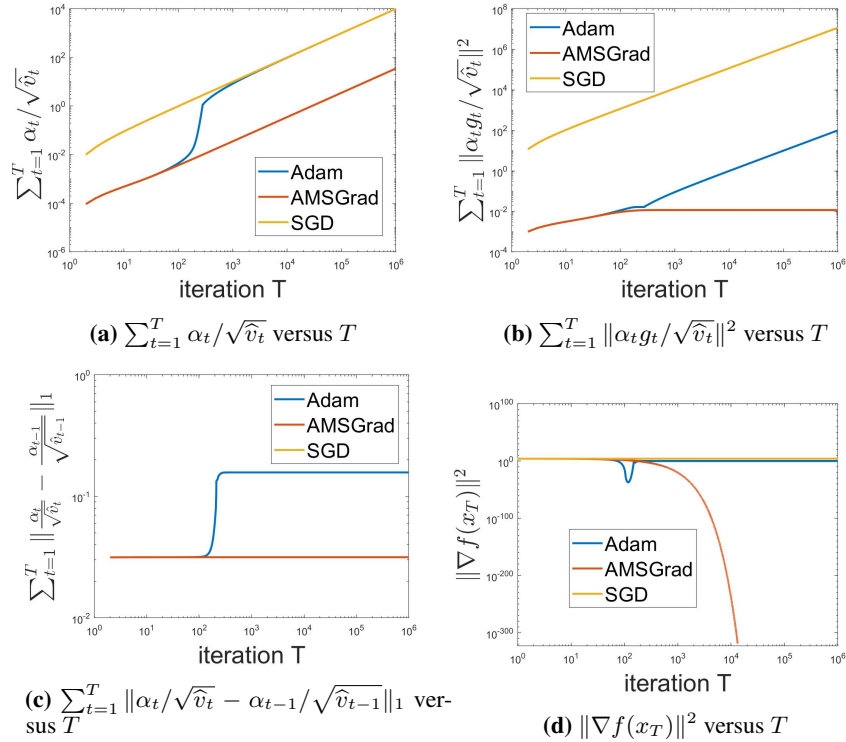 10^4
10^2
10^0
10^-2
10^-4
10^-6
∑_{t=1}^T α_t/√v̂_t
Adam
AMSGrad
SGD
10^0 10^1 10^2 10^3 10^4 10^5 10^6
iteration T
(a) ∑_{t=1}^T α_t/√v̂_t versus T
10^8
10^6
10^4
10^2
10^0
10^-2
10^-4
∑_{t=1}^T ‖α_t g_t/√v̂_t‖^2
Adam
AMSGrad
SGD
10^0 10^1 10^2 10^3 10^4 10^5 10^6
iteration T
(b) ∑_{t=1}^T ‖α_t g_t/√v̂_t‖^2 versus T
10^0
10^-1
10^-2
∑_{t=1}^T ‖α_t/√v̂_t − α_{t−1}/√v̂_{t−1}‖_1
Adam
AMSGrad
SGD
10^0 10^1 10^2 10^3 10^4 10^5 10^6
iteration T
(c) ∑_{t=1}^T ‖α_t/√v̂_t − α_{t−1}/√v̂_{t−1}‖_1 ver-
sus T
10^100
10^0
10^-100
10^-200
10^-300
‖∇f(x_T)‖^2
Adam
AMSGrad
SGD
10^0 10^1 10^2 10^3 10^4 10^5 10^6
iteration T
(d) ‖∇f(x_T)‖^2 versus T